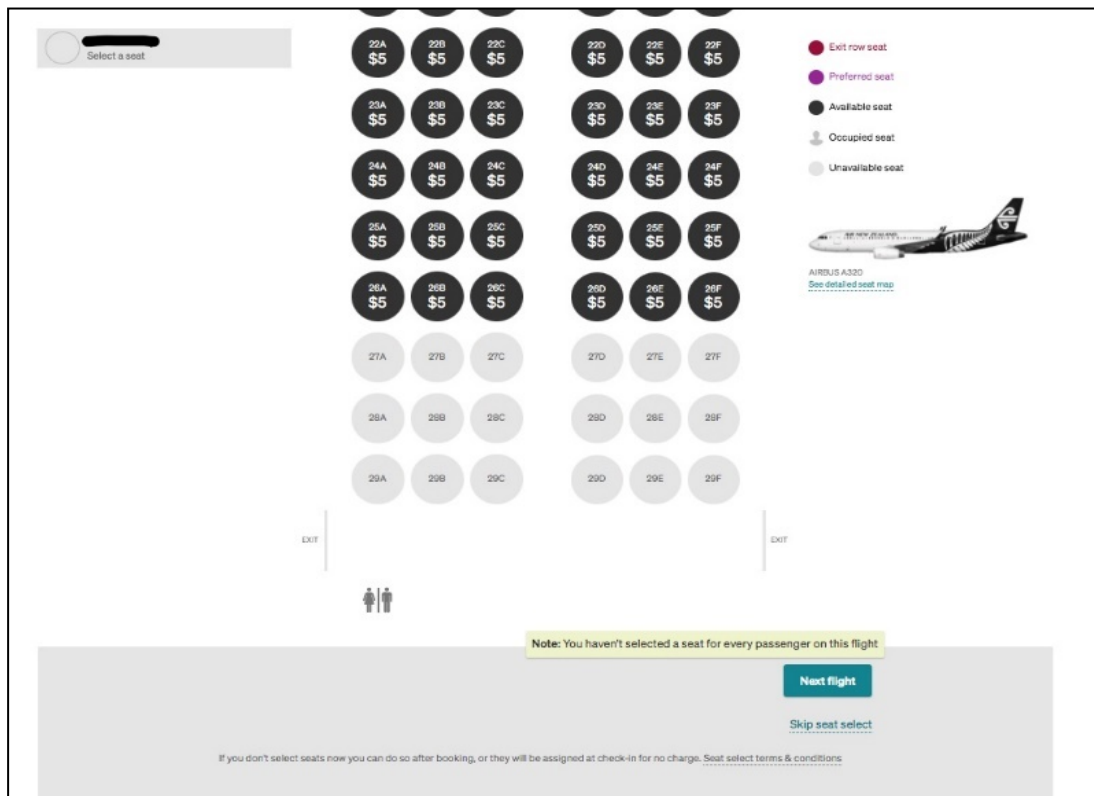 Select a seat
22A 22B 22C 22D 22E 22F
$5 $5 $5 $5 $5 $5
23A 23B 23C 23D 23E 23F
$5 $5 $5 $5 $5 $5
24A 24B 24C 24D 24E 24F
$5 $5 $5 $5 $5 $5
25A 25B 25C 25D 25E 25F
$5 $5 $5 $5 $5 $5
26A 26B 26C 26D 26E 26F
$5 $5 $5 $5 $5 $5
27A 27B 27C 27D 27E 27F
28A 28B 28C 28D 28E 28F
29A 29B 29C 29D 29E 29F
EXIT EXIT
Exit row seat
Preferred seat
Available seat
Occupied seat
Unavailable seat
AIR NEW ZEALAND
AIRBUS A320
See detailed seat map
Note: You haven't selected a seat for every passenger on this flight
Next flight
Skip seat select
If you don't select seats now you can do so after booking, or they will be assigned at check-in for no charge. Seat select terms & conditions